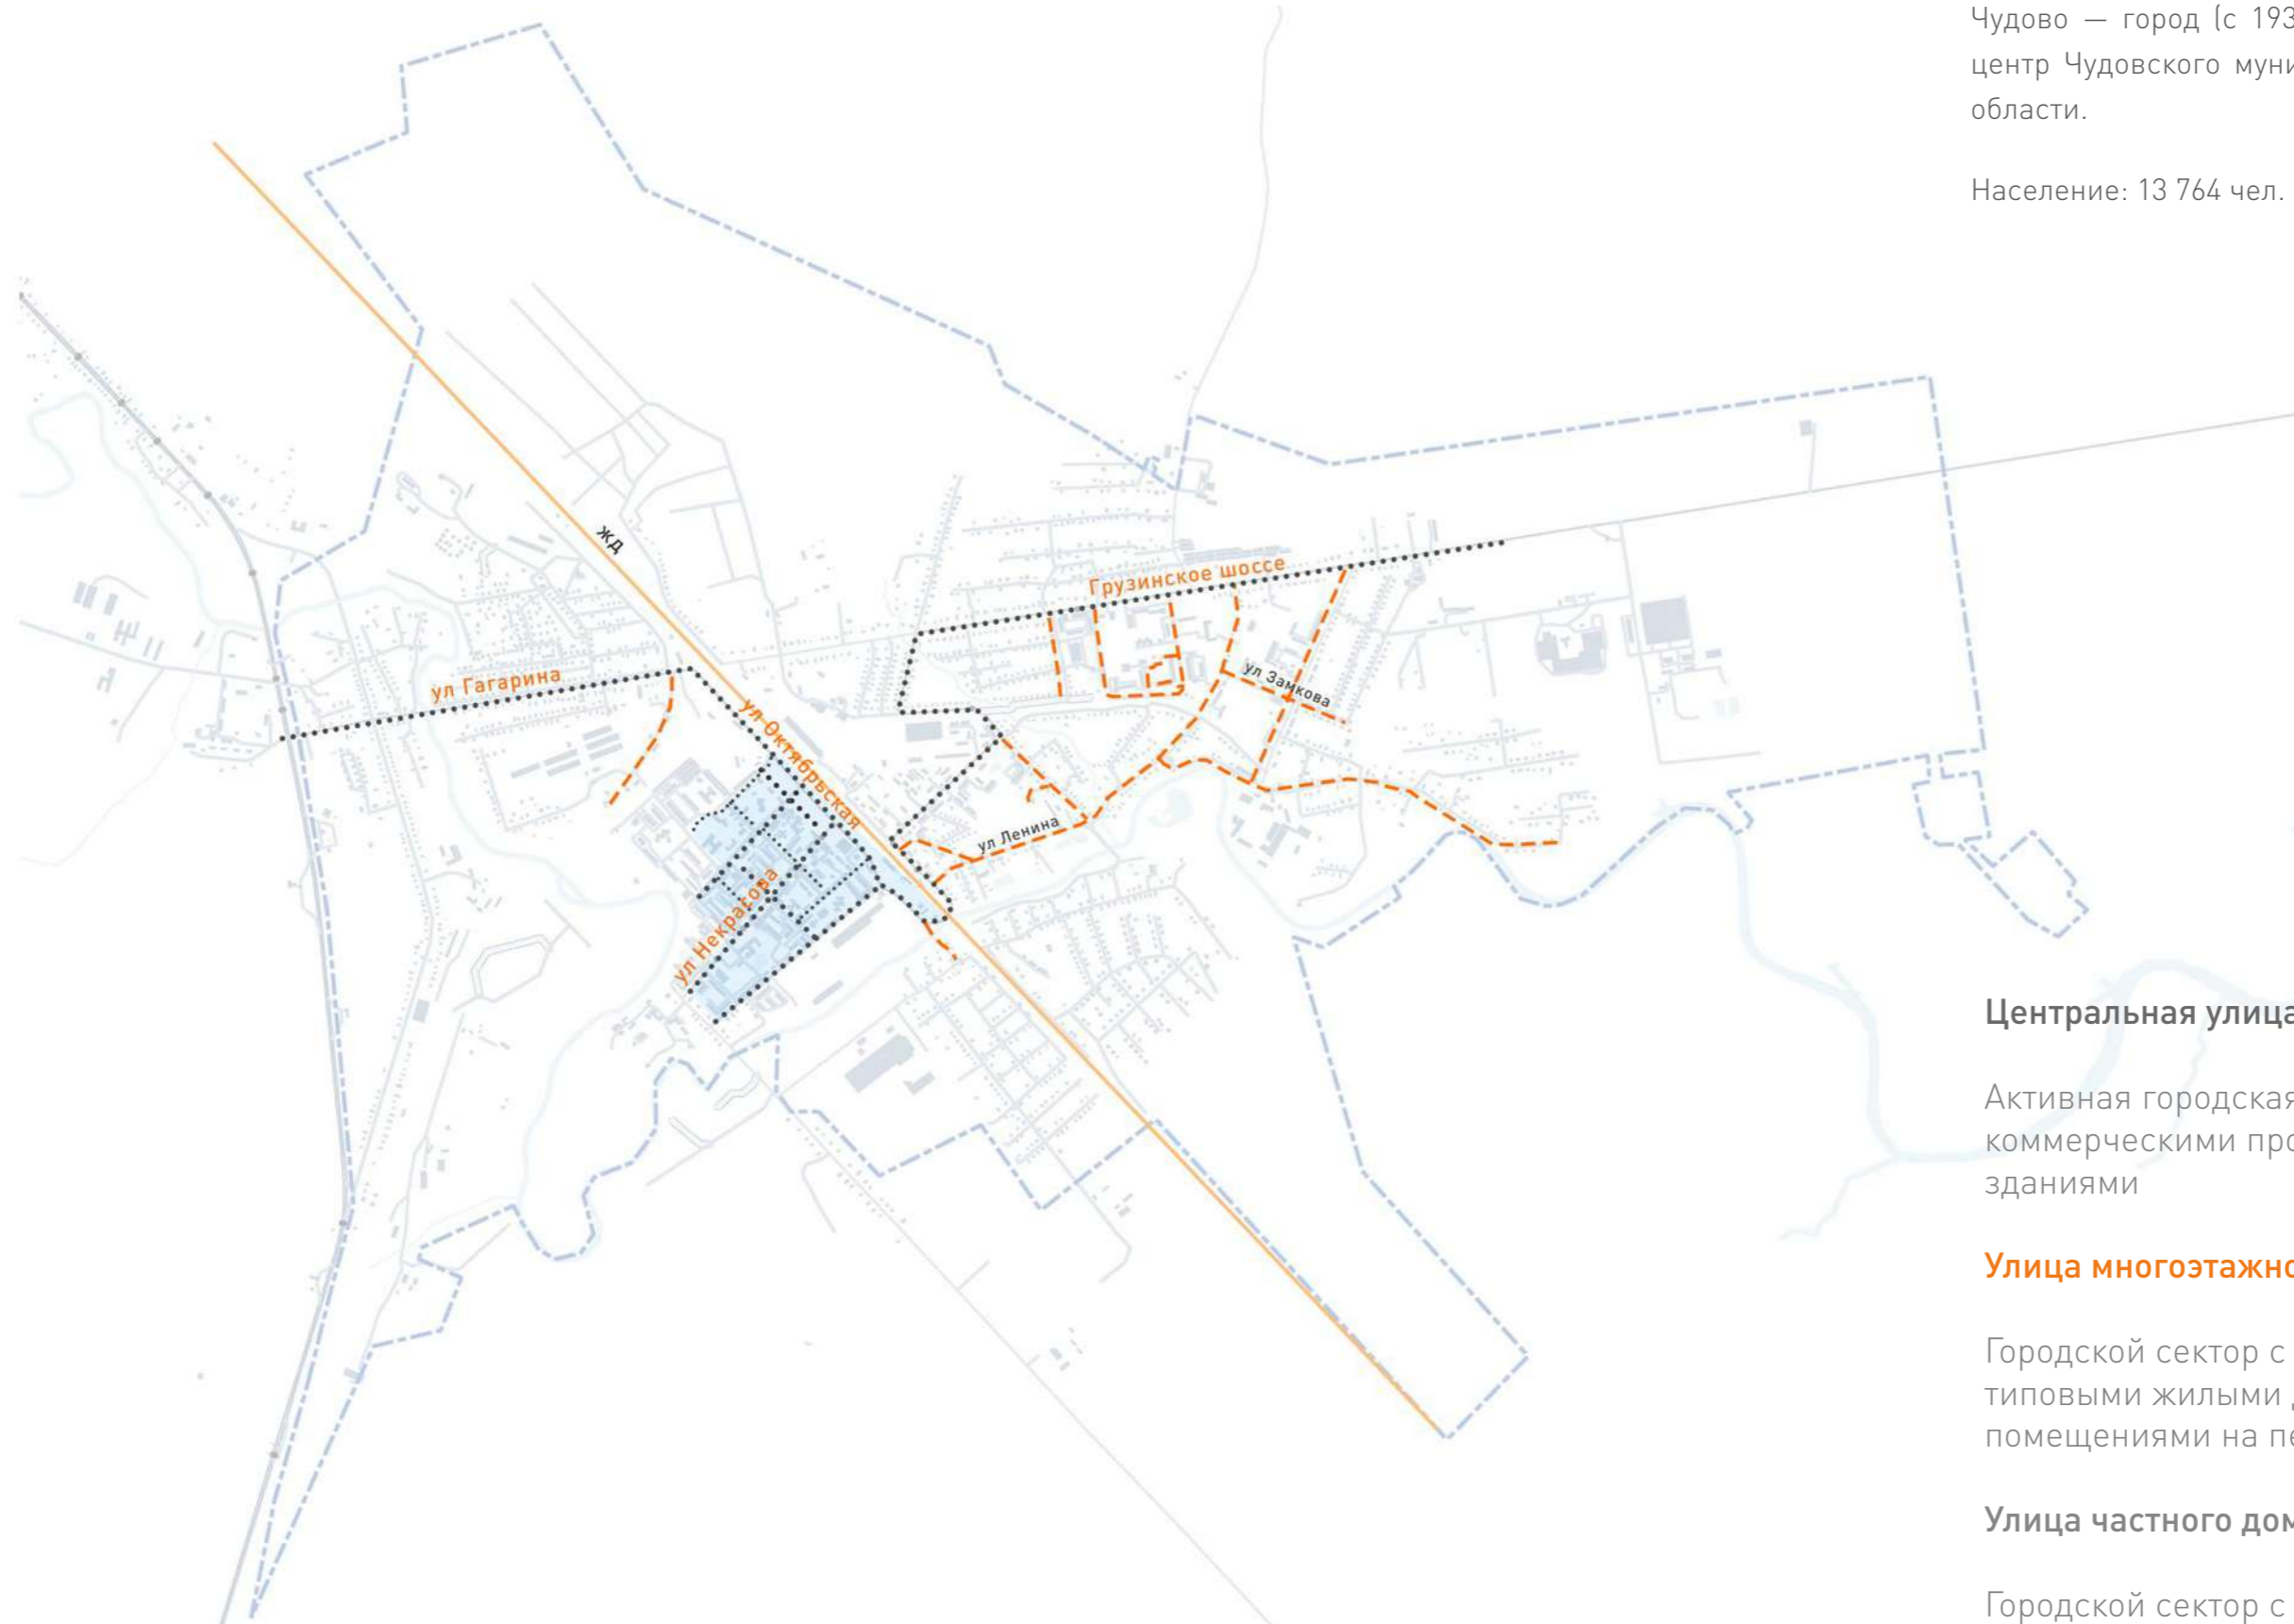 Чудово — город (с 193
центр Чудовского муни
области.
Население: 13 764 чел.
жд
Грузинское шоссе
ул Гагарина
ул Замкова
ул Октябрьская
ул Ленина
ул Некрасова
Центральная улица
Активная городская
коммерческими про
зданиями
Улица многоэтажно
Городской сектор с
типовыми жилыми д
помещениями на пе
Улица частного дом
Городской сектор с